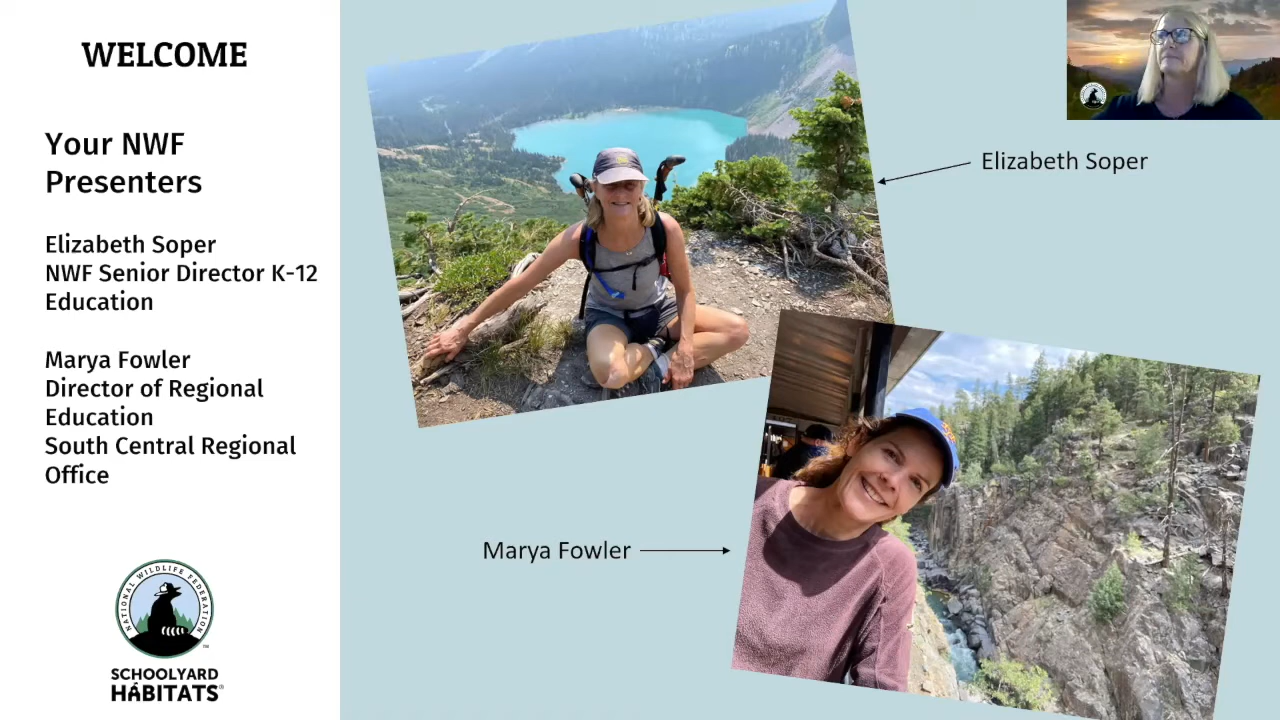 WELCOME
Your NWF
Presenters
Elizabeth Soper
NWF Senior Director K-12
Education
Marya Fowler
Director of Regional
Education
South Central Regional
Office
NATIONAL WILDLIFE FEDERATION
™
SCHOOLYARD
HABITATS®
Elizabeth Soper
Marya Fowler